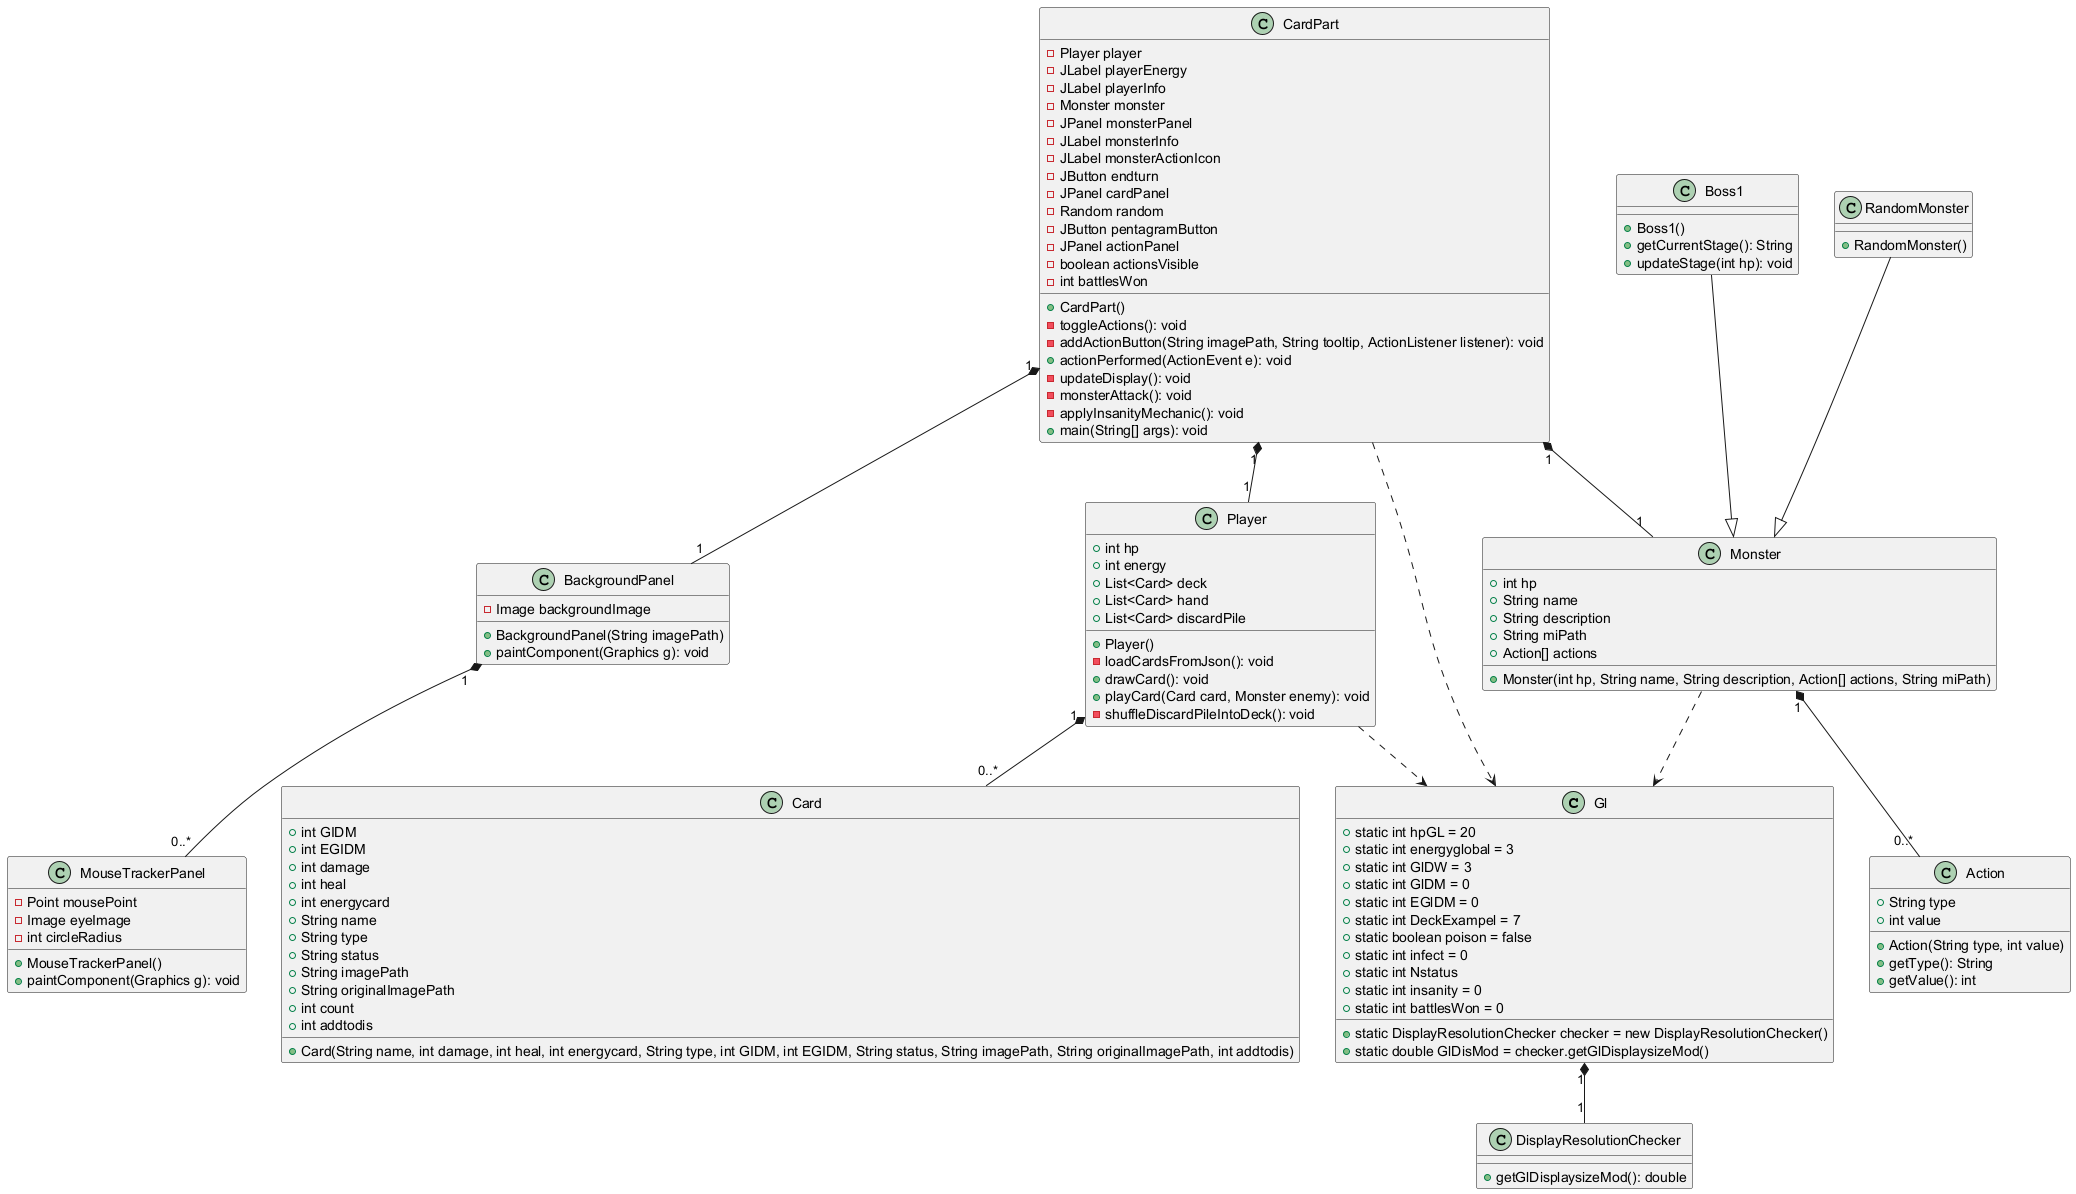 C CardPart
Player player
JLabel playerEnergy
JLabel playerInfo
Monster monster
JPanel monsterPanel
JLabel monsterInfo
JLabel monsterActionIcon
JButton endturn
JPanel cardPanel
Random random
JButton pentagramButton
JPanel actionPanel
boolean actionsVisible
int battlesWon
CardPart()
toggleActions(): void
addActionButton(String imagePath, String tooltip, ActionListener listener): void
actionPerformed(ActionEvent e): void
updateDisplay(): void
monsterAttack(): void
applyInsanityMechanic(): void
main(String[] args): void
C Boss1
Boss1()
getCurrentStage(): String
updateStage(int hp): void
C RandomMonster
RandomMonster()
1
1
1
1
1
1
C BackgroundPanel
Image backgroundImage
BackgroundPanel(String imagePath)
paintComponent(Graphics g): void
C Player
int hp
int energy
List<Card> deck
List<Card> hand
List<Card> discardPile
Player()
loadCardsFromJson(): void
drawCard(): void
playCard(Card card, Monster enemy): void
shuffleDiscardPileIntoDeck(): void
C Monster
int hp
String name
String description
String miPath
Action[] actions
Monster(int hp, String name, String description, Action[] actions, String miPath)
1
1
1
0..*
0..*
0..*
C MouseTrackerPanel
Point mousePoint
Image eyeImage
int circleRadius
MouseTrackerPanel()
paintComponent(Graphics g): void
C Card
int GlDM
int EGlDM
int damage
int heal
int energycard
String name
String type
String status
String imagePath
String originalImagePath
int count
int addtodis
Card(String name, int damage, int heal, int energycard, String type, int GlDM, int EGlDM, String status, String imagePath, String originalImagePath, int addtodis)
C Gl
static int hpGL = 20
static int energyglobal = 3
static int GlDW = 3
static int GlDM = 0
static int EGlDM = 0
static int DeckExampel = 7
static boolean poison = false
static int infect = 0
static int Nstatus
static int insanity = 0
static int battlesWon = 0
static DisplayResolutionChecker checker = new DisplayResolutionChecker()
static double GlDisMod = checker.getGlDisplaysizeMod()
C Action
String type
int value
Action(String type, int value)
getType(): String
getValue(): int
1
1
C DisplayResolutionChecker
getGlDisplaysizeMod(): double